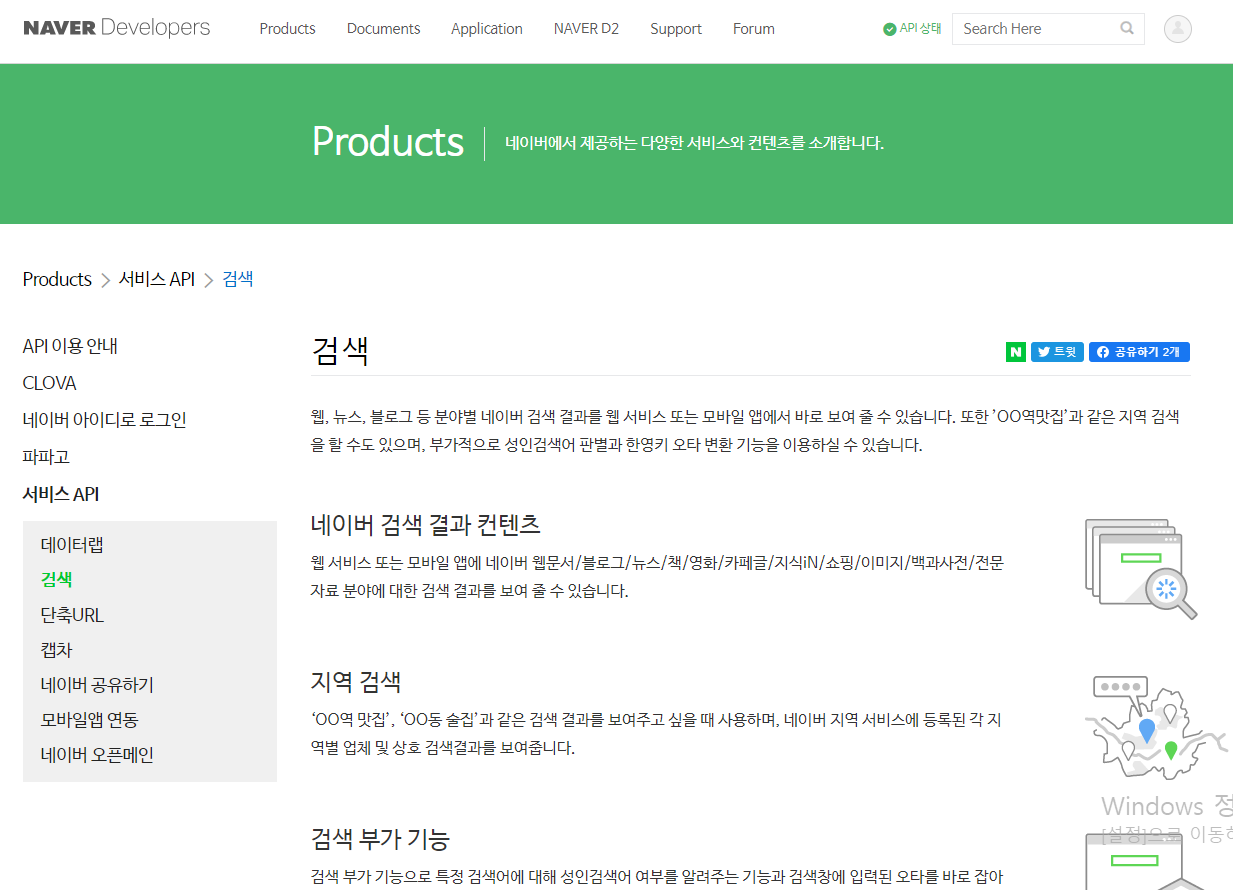 NAVER Developers Products Documents Application NAVER D2 Support Forum API 상태 Search Here
Products 네이버에서 제공하는 다양한 서비스와 컨텐츠를 소개합니다.
Products > 서비스 API > 검색
API 이용 안내
CLOVA
네이버 아이디로 로그인
파파고
서비스 API
데이터랩
검색
단축URL
캡차
네이버 공유하기
모바일앱 연동
네이버 오픈메인
검색
N 트윗 공유하기 2개
웹, 뉴스, 블로그 등 분야별 네이버 검색 결과를 웹 서비스 또는 모바일 앱에서 바로 보여 줄 수 있습니다. 또한 ’OO역맛집’과 같은 지역 검색
을 할 수도 있으며, 부가적으로 성인검색어 판별과 한영키 오타 변환 기능을 이용하실 수 있습니다.
네이버 검색 결과 컨텐츠
웹 서비스 또는 모바일 앱에 네이버 웹문서/블로그/뉴스/책/영화/카페글/지식iN/쇼핑/이미지/백과사전/전문
자료 분야에 대한 검색 결과를 보여 줄 수 있습니다.
지역 검색
‘OO역 맛집’, ‘OO동 술집’과 같은 검색 결과를 보여주고 싶을 때 사용하며, 네이버 지역 서비스에 등록된 각 지
역별 업체 및 상호 검색결과를 보여줍니다.
Windows 정
[설정]으로 이동하
검색 부가 기능
검색 부가 기능으로 특정 검색어에 대해 성인검색어 여부를 알려주는 기능과 검색창에 입력된 오타를 바로 잡아